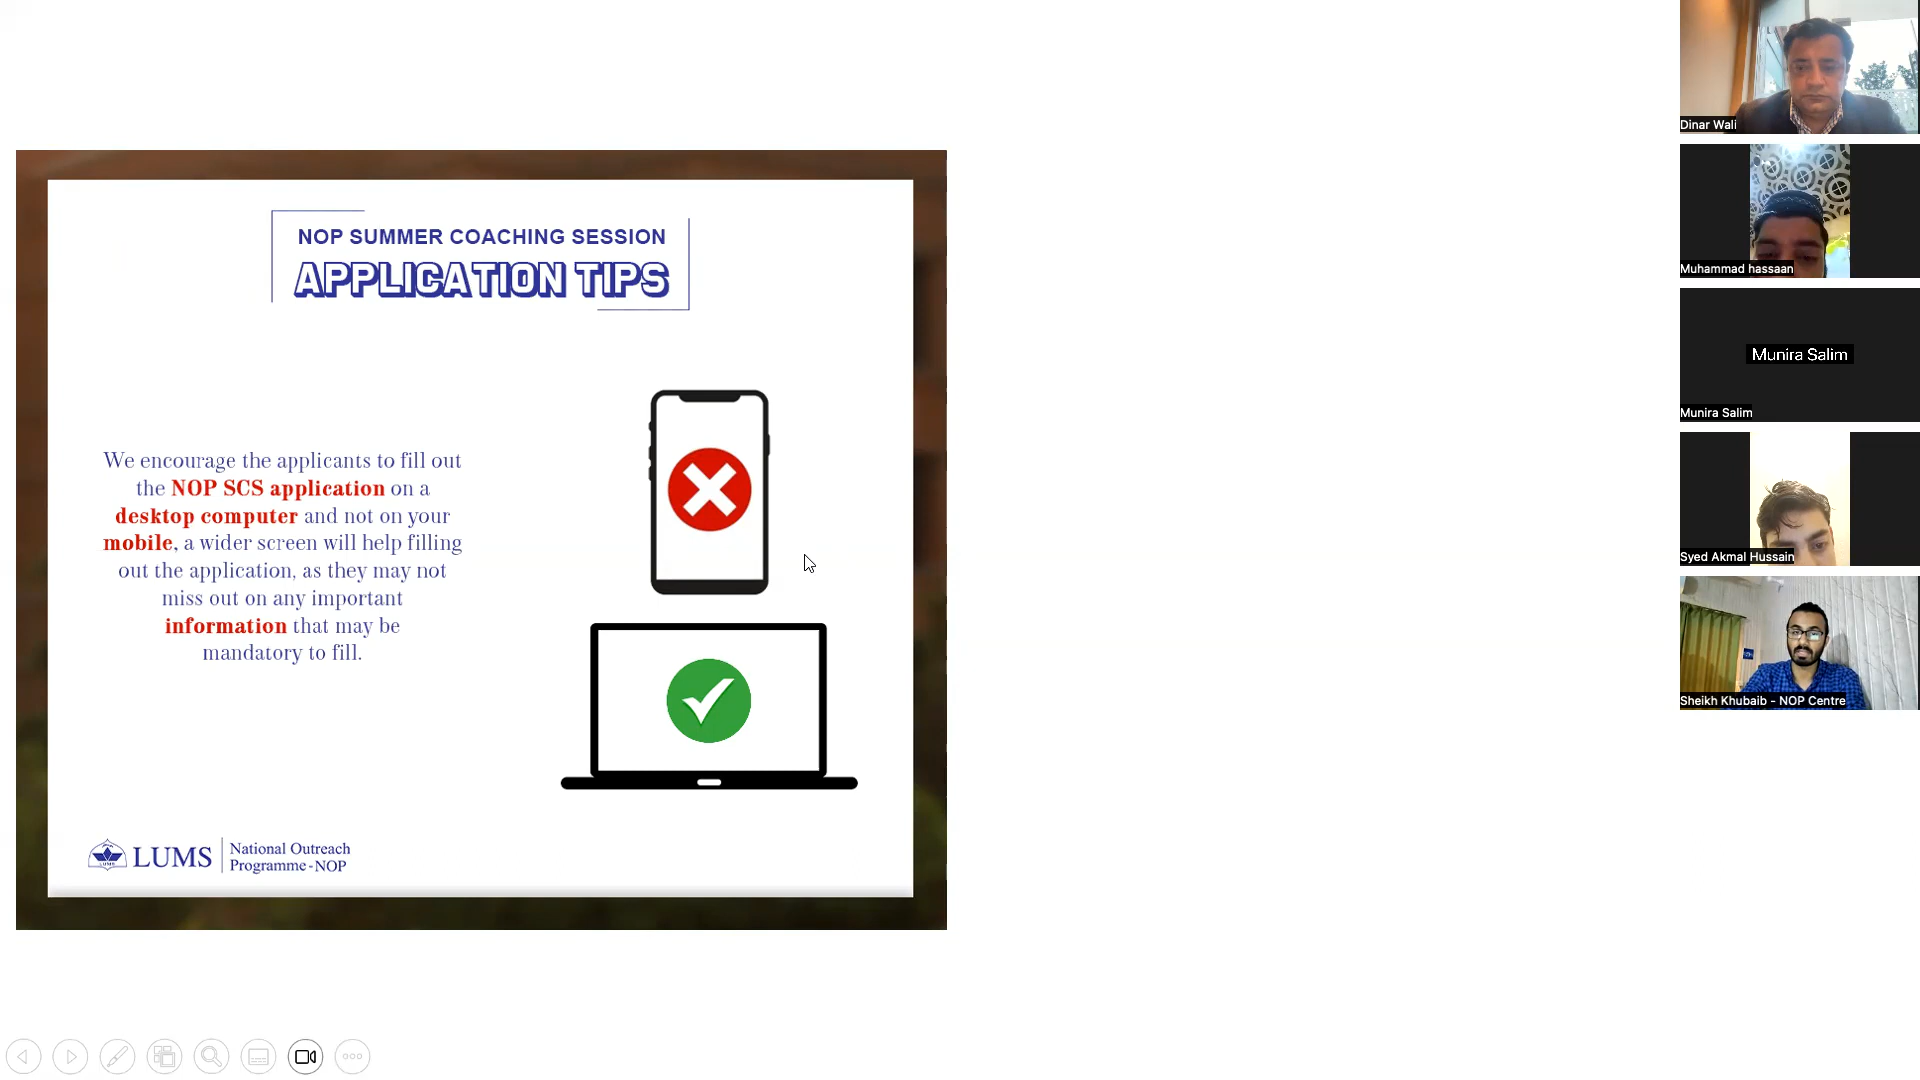 NOP SUMMER COACHING SESSION
APPLICATION TIPS
We encourage the applicants to fill out
the NOP SCS application on a
desktop computer and not on your
mobile, a wider screen will help filling
out the application, as they may not
miss out on any important
information that may be
mandatory to fill.
LUMS
National Outreach
Programme - NOP
Dinar Wali
Muhammad hassaan
Munira Salim
Munira Salim
Syed Akmal Hussain
Sheikh Khubaib - NOP Centre